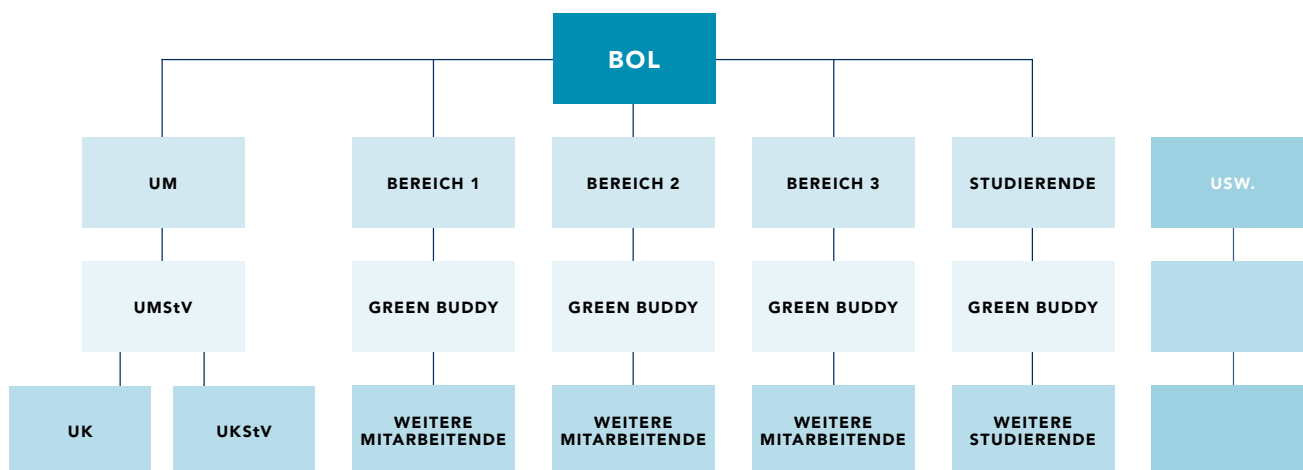 BOL
UM
BEREICH 1
BEREICH 2
BEREICH 3
STUDIERENDE
USW.
UMStV
GREEN BUDDY
GREEN BUDDY
GREEN BUDDY
GREEN BUDDY
UK
UKStV
WEITERE
MITARBEITENDE
WEITERE
MITARBEITENDE
WEITERE
MITARBEITENDE
WEITERE
STUDIERENDE